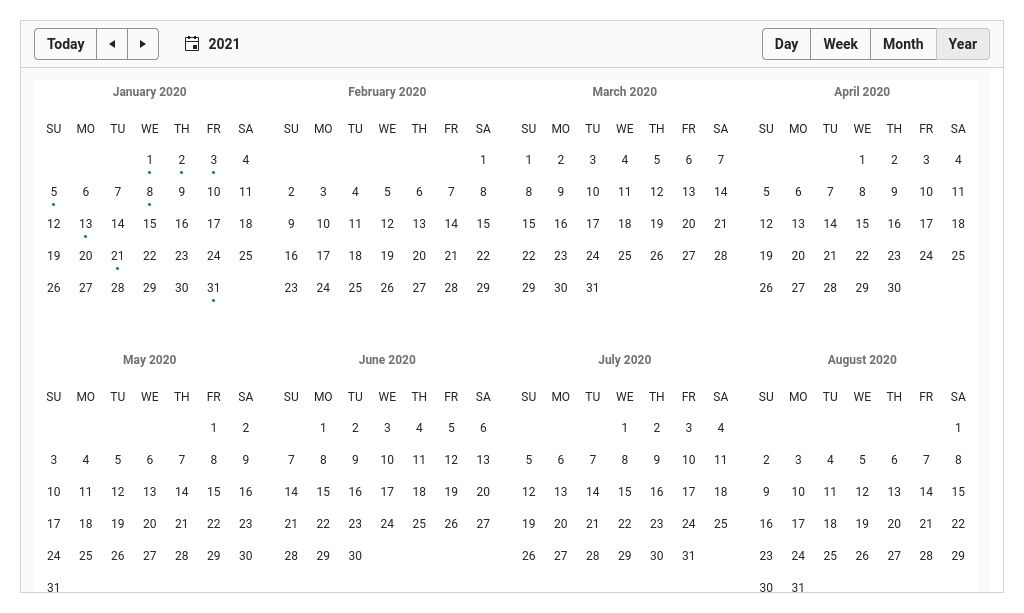 Today 2021 Day Week Month Year
January 2020 February 2020 March 2020 April 2020
SU MO TU WE TH FR SA SU MO TU WE TH FR SA SU MO TU WE TH FR SA SU MO TU WE TH FR SA
1 2 3 4 1 1 2 3 4 5 6 7 1 2 3 4
5 6 7 8 9 10 11 2 3 4 5 6 7 8 8 9 10 11 12 13 14 5 6 7 8 9 10 11
12 13 14 15 16 17 18 9 10 11 12 13 14 15 15 16 17 18 19 20 21 12 13 14 15 16 17 18
19 20 21 22 23 24 25 16 17 18 19 20 21 22 22 23 24 25 26 27 28 19 20 21 22 23 24 25
26 27 28 29 30 31 23 24 25 26 27 28 29 29 30 31 26 27 28 29 30
May 2020 June 2020 July 2020 August 2020
SU MO TU WE TH FR SA SU MO TU WE TH FR SA SU MO TU WE TH FR SA SU MO TU WE TH FR SA
1 2 1 2 3 4 5 6 1 2 3 4 1
3 4 5 6 7 8 9 7 8 9 10 11 12 13 5 6 7 8 9 10 11 2 3 4 5 6 7 8
10 11 12 13 14 15 16 14 15 16 17 18 19 20 12 13 14 15 16 17 18 9 10 11 12 13 14 15
17 18 19 20 21 22 23 21 22 23 24 25 26 27 19 20 21 22 23 24 25 16 17 18 19 20 21 22
24 25 26 27 28 29 30 28 29 30 26 27 28 29 30 31 23 24 25 26 27 28 29
31 30 31